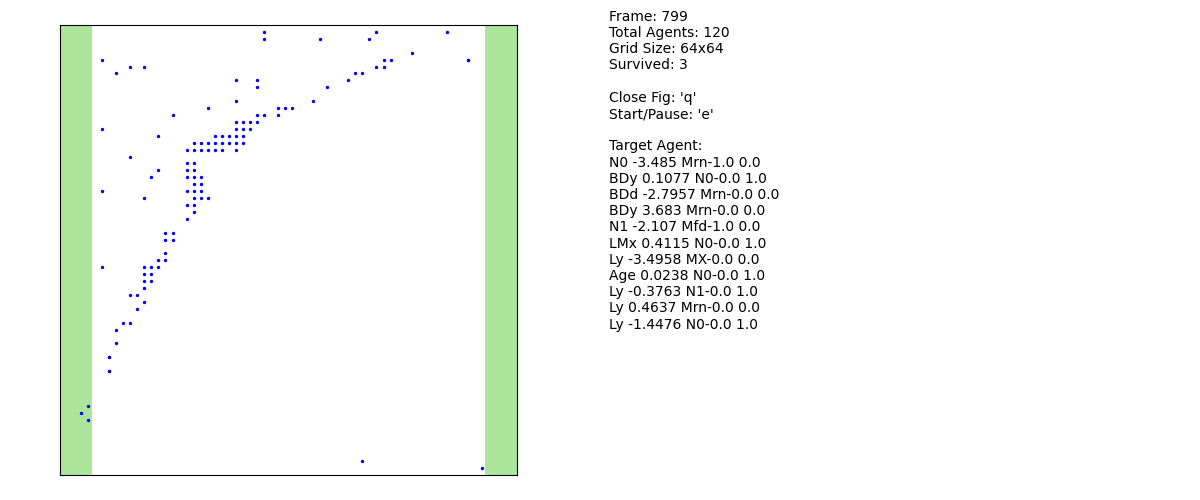 Frame: 799
Total Agents: 120
Grid Size: 64x64
Survived: 3
Close Fig: 'q'
Start/Pause: 'e'
Target Agent:
N0 -3.485 Mrn-1.0 0.0
BDy 0.1077 N0-0.0 1.0
BDd -2.7957 Mrn-0.0 0.0
BDy 3.683 Mrn-0.0 0.0
N1 -2.107 Mfd-1.0 0.0
LMx 0.4115 N0-0.0 1.0
Ly -3.4958 MX-0.0 0.0
Age 0.0238 N0-0.0 1.0
Ly -0.3763 N1-0.0 1.0
Ly 0.4637 Mrn-0.0 0.0
Ly -1.4476 N0-0.0 1.0